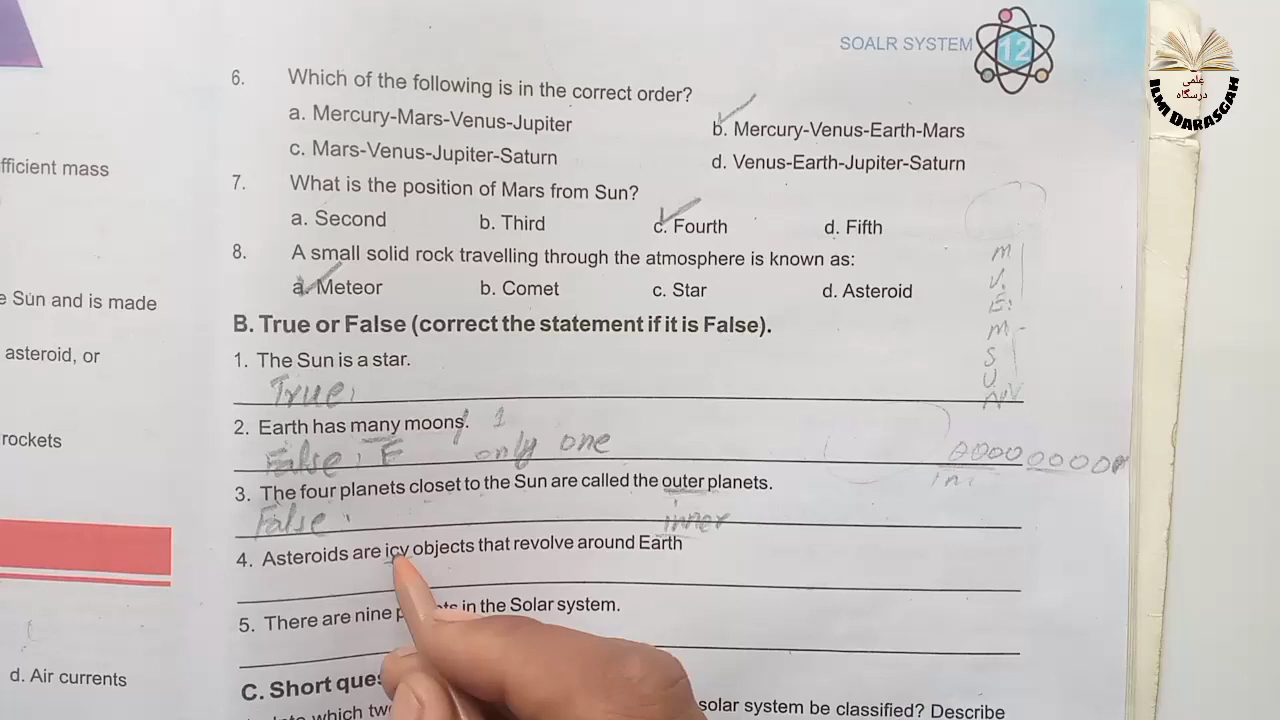 SOALR SYSTEM 12
علمی
درسگاہ
ILMI DARASGAH
6. Which of the following is in the correct order?
a. Mercury-Mars-Venus-Jupiter b. Mercury-Venus-Earth-Mars
c. Mars-Venus-Jupiter-Saturn d. Venus-Earth-Jupiter-Saturn
7. What is the position of Mars from Sun?
a. Second b. Third c. Fourth d. Fifth
8. A small solid rock travelling through the atmosphere is known as:
a. Meteor b. Comet c. Star d. Asteroid
B. True or False (correct the statement if it is False).
1. The Sun is a star.
True.
2. Earth has many moons. 1
False. E only one
3. The four planets closet to the Sun are called the outer planets.
False. inner
4. Asteroids are icy objects that revolve around Earth
5. There are nine in the Solar system.
C. Short
which solar system be classified? Describe
M
V.
E.
M
S
U
N
fficient mass
e Sun and is made
asteroid, or
rockets
d. Air currents